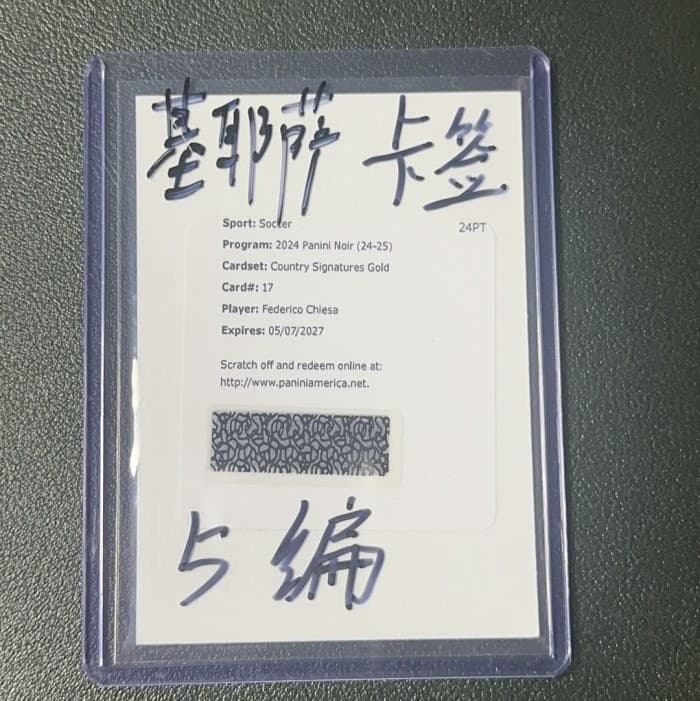 基耶萨 卡签
Sport: Soccer
24PT
Program: 2024 Panini Noir (24-25)
Cardset: Country Signatures Gold
Card#: 17
Player: Federico Chiesa
Expires: 05/07/2027
Scratch off and redeem online at:
http://www.paniniamerica.net.
5编